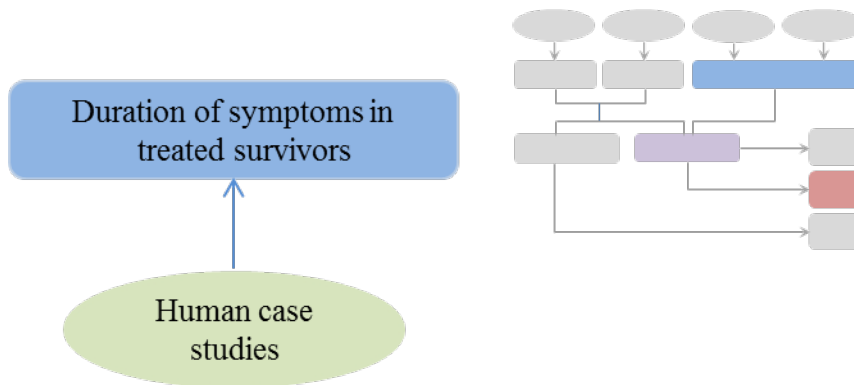 Duration of symptoms in
treated survivors
Human case
studies